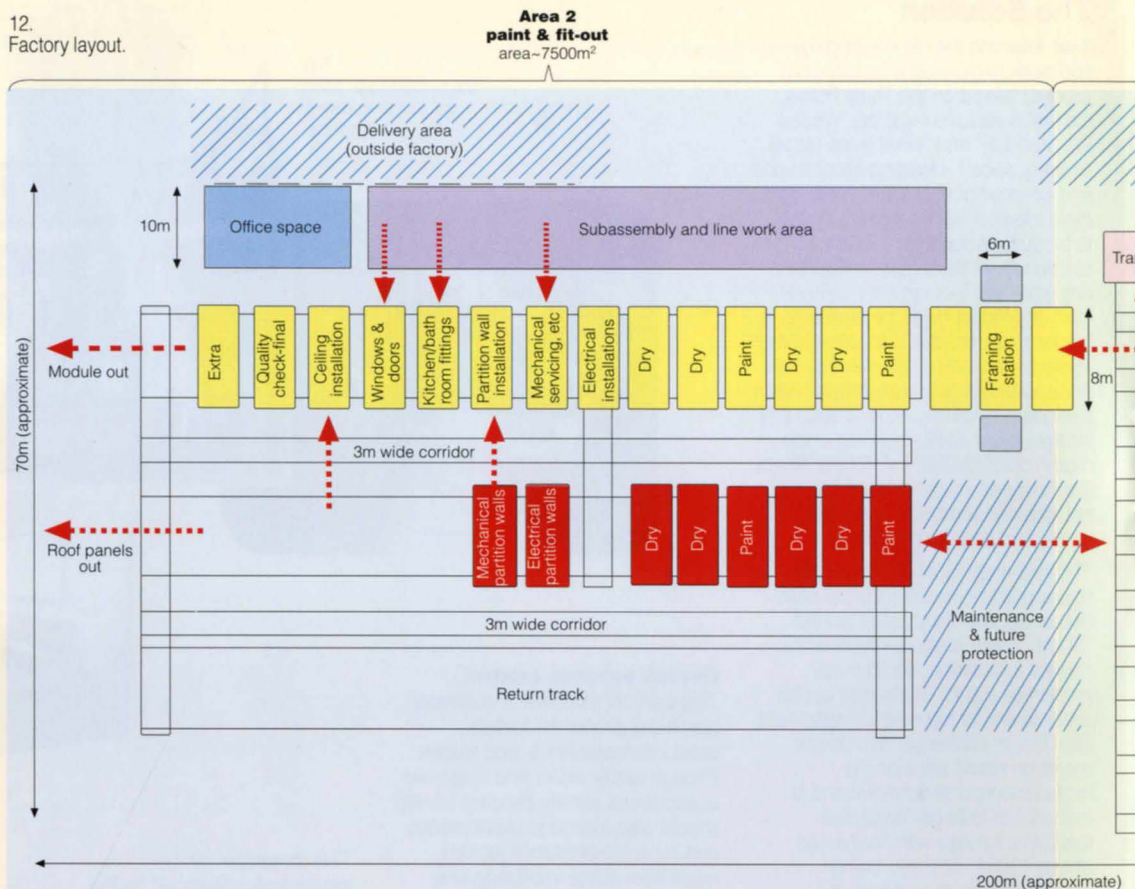 12.
Factory layout.
Area 2
paint & fit-out
area~7500m²
Delivery area
(outside factory)
10m
Office space
Subassembly and line work area
6m
Tra
70m (approximate)
Module out
Extra
Quality
check-final
Ceiling
installation
Windows &
doors
Kitchen/bath
room fittings
Partition wall
installation
Mechanical
servicing, etc
Electrical
installations
Dry
Dry
Paint
Dry
Dry
Paint
Framing
station
8m
3m wide corridor
Roof panels
out
Mechanical
partition walls
Electrical
partition walls
Dry
Dry
Paint
Dry
Dry
Paint
3m wide corridor
Maintenance
& future
protection
Return track
200m (approximate)